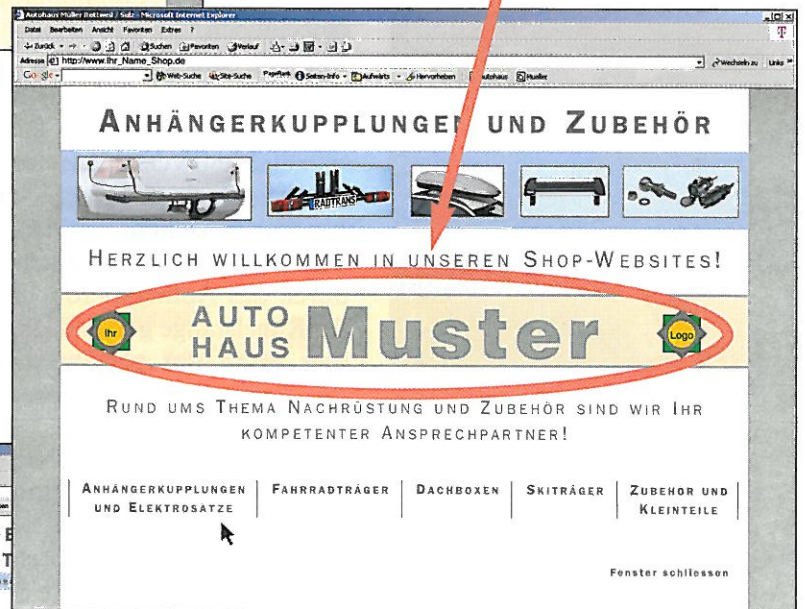 Autohaus Müller Rottweil / Sulz - Microsoft Internet Explorer
Datei Bearbeiten Ansicht Favoriten Extras ?
Zurück Suchen Favoriten Verlauf
Adresse http://www.Ihr_Name_Shop.de Wechseln zu Links »
Google Web-Suche Site-Suche PageRank Seiten-Info Aufwärts Hervorheben Autohaus Mueller
ANHÄNGERKUPPLUNGEN UND ZUBEHÖR
RADTRANS
HERZLICH WILLKOMMEN IN UNSEREN SHOP-WEBSITES!
Ihr AUTO HAUS Muster Logo
RUND UMS THEMA NACHRÜSTUNG UND ZUBEHÖR SIND WIR IHR
KOMPETENTER ANSPRECHPARTNER!
ANHÄNGERKUPPLUNGEN UND ELEKTROSÄTZE
FAHRRADTRÄGER
DACHBOXEN
SKITRÄGER
ZUBEHÖR UND KLEINTEILE
Fenster schliessen